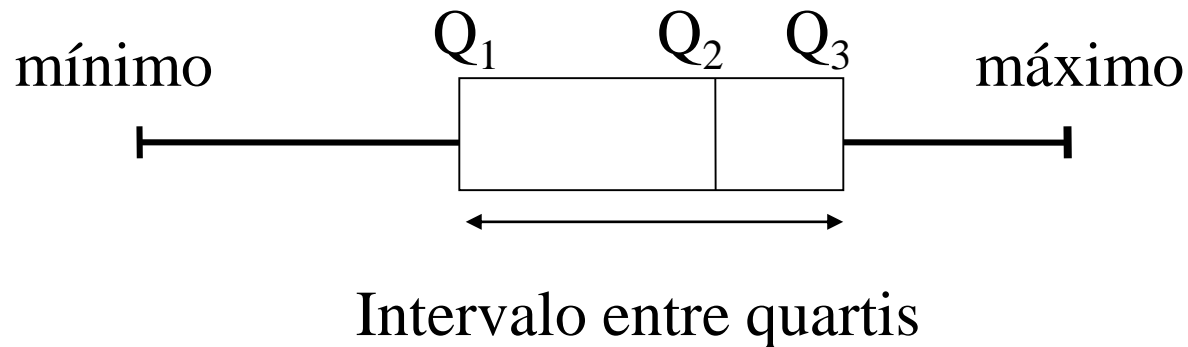 mínimo
Q1
Q2
Q3
máximo
Intervalo entre quartis